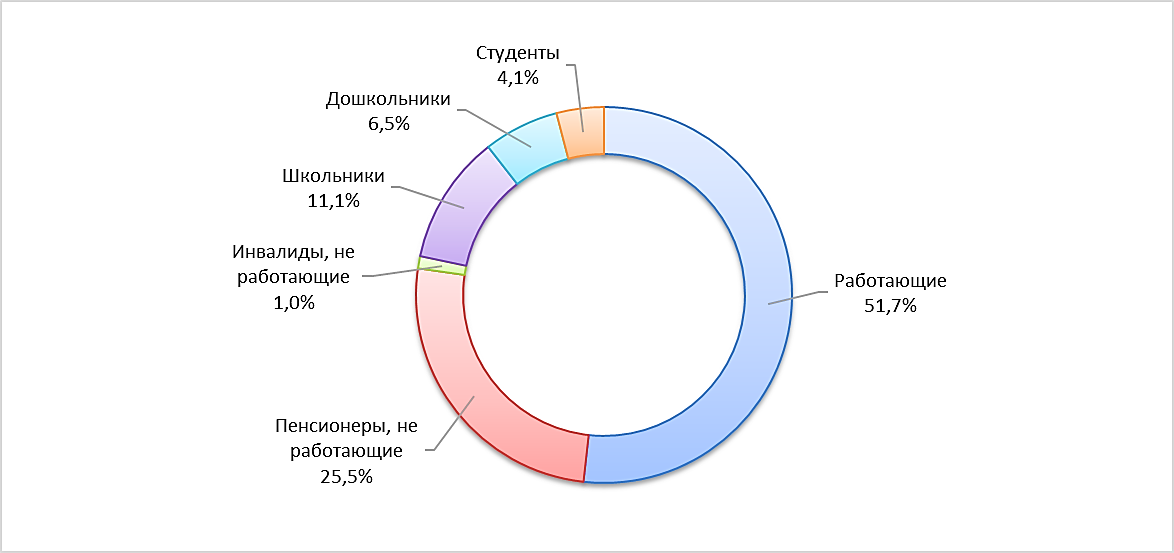 Студенты
4,1%
Дошкольники
6,5%
Школьники
11,1%
Инвалиды, не
работающие
1,0%
Работающие
51,7%
Пенсионеры, не
работающие
25,5%